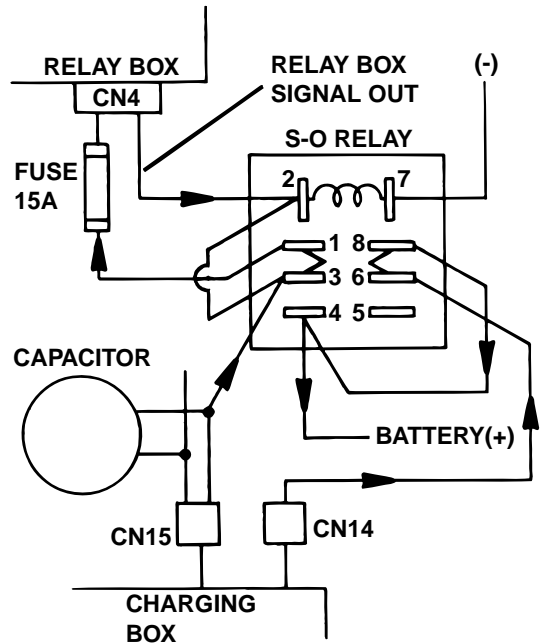 RELAY BOX
CN4
RELAY BOX
SIGNAL OUT
(-)
S-O RELAY
FUSE
15A
2 7
1 8
3 6
4 5
CAPACITOR
BATTERY(+)
CN15
CN14
CHARGING
BOX